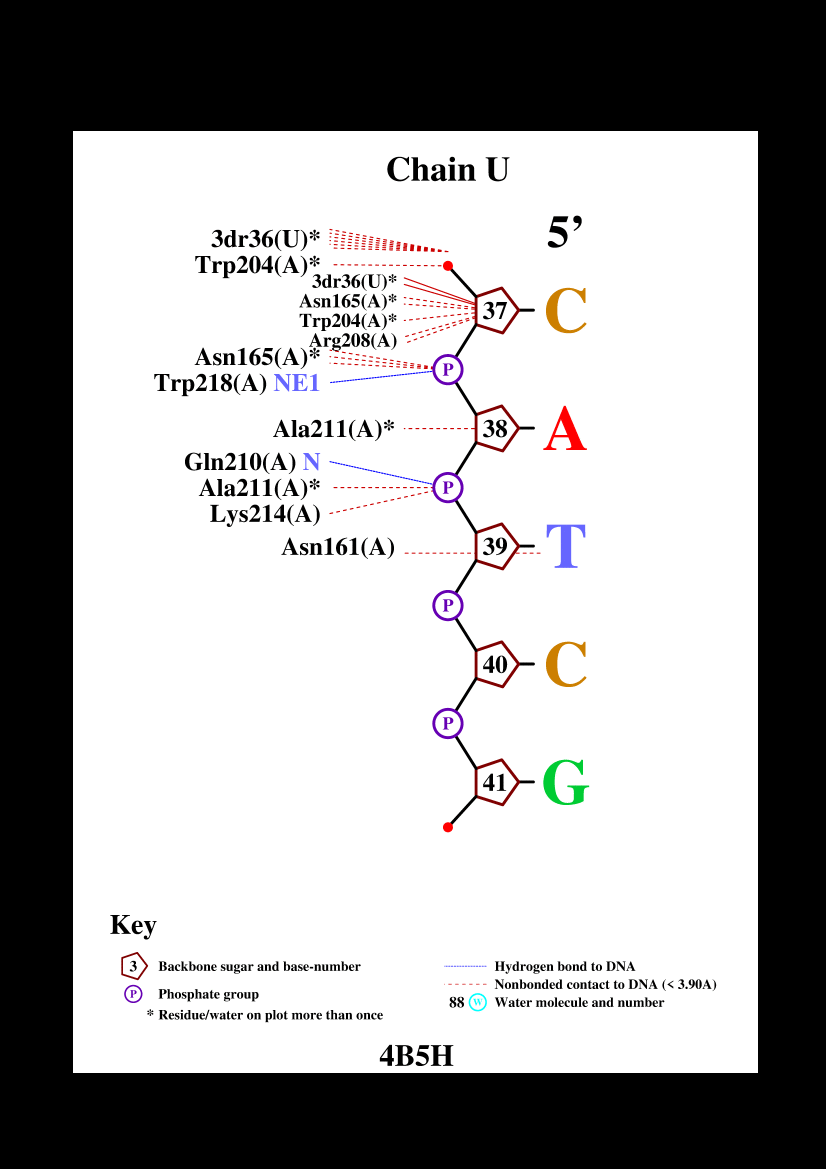 Chain U
5’
3dr36(U)*
Trp204(A)*
3dr36(U)*
Asn165(A)*
Trp204(A)*
Arg208(A)
37 C
Asn165(A)*
P
Trp218(A) NE1
Ala211(A)*
38 A
Gln210(A) N
Ala211(A)*
P
Lys214(A)
Asn161(A)
39 T
P
40 C
P
41 G
Key
3 Backbone sugar and base-number
P Phosphate group
* Residue/water on plot more than once
Hydrogen bond to DNA
Nonbonded contact to DNA (< 3.90A)
88 W Water molecule and number
4B5H